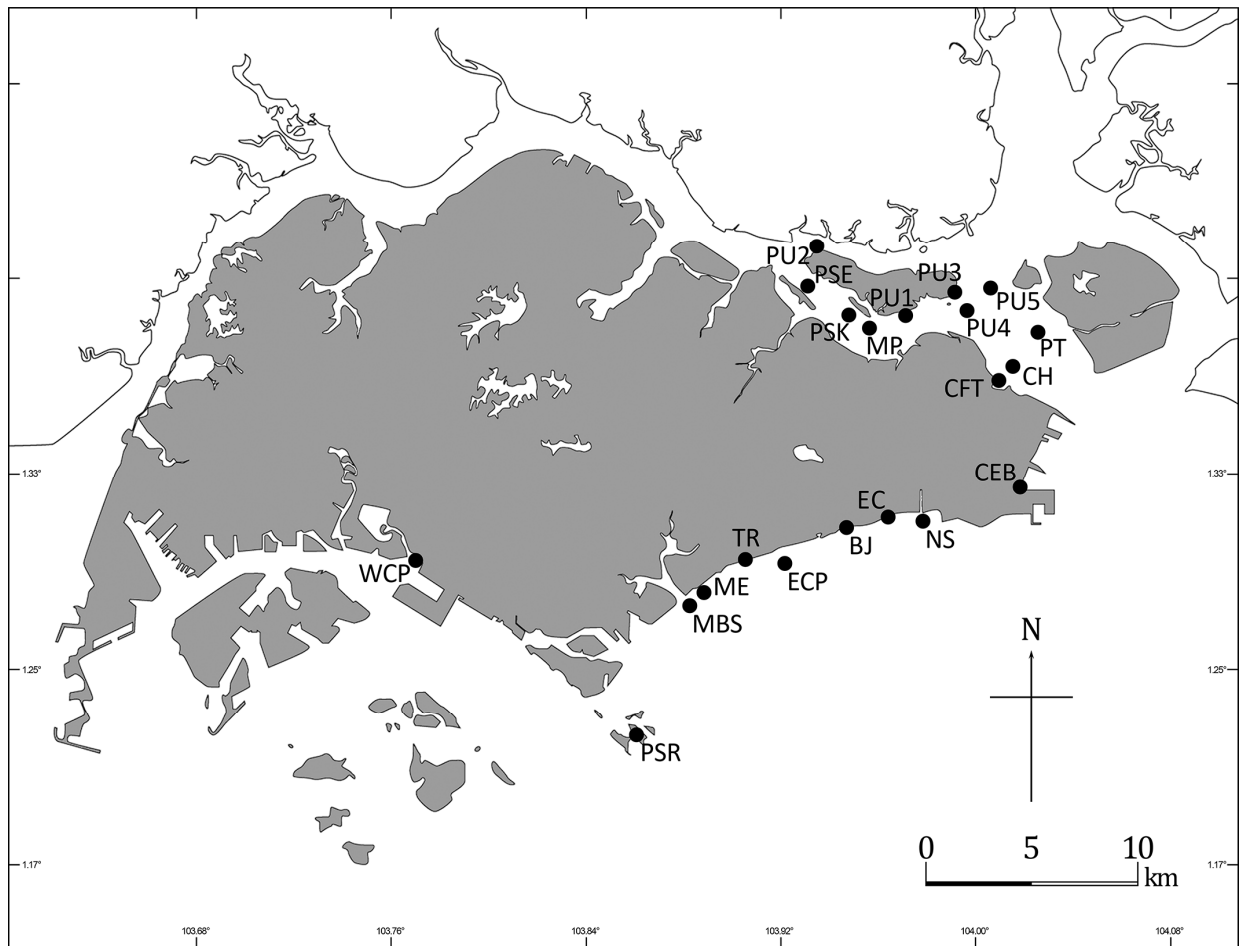 PU2
PSE
PU3
PU1
PU5
PSK
MP
PU4
PT
CH
CFT
CEB
1.33°
1.33°
EC
NS
BJ
TR
ECP
WCP
ME
MBS
N
1.25°
1.25°
PSR
0 5 10
km
1.17°
1.17°
103.68° 103.76° 103.84° 103.92° 104.00° 104.08°